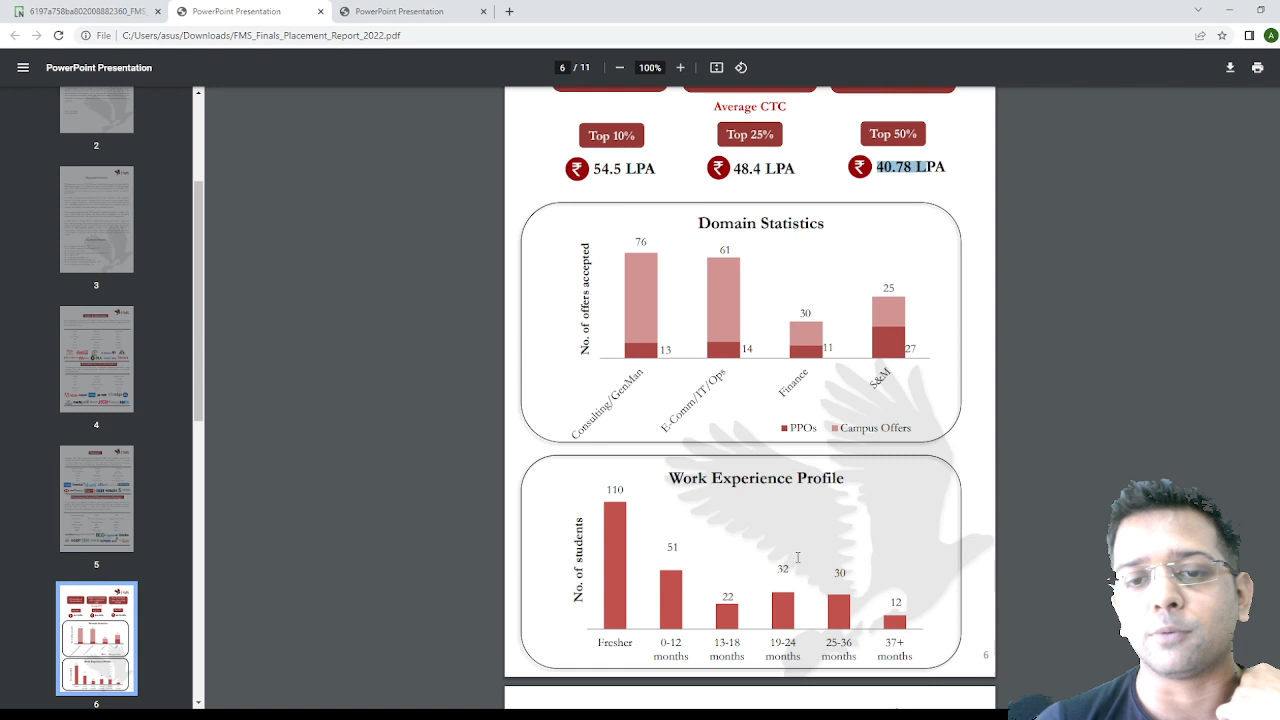 6197a758ba802008882360_FMS_
PowerPoint Presentation
PowerPoint Presentation
File
C:/Users/asus/Downloads/FMS_Finals_Placement_Report_2022.pdf
A
PowerPoint Presentation
6 / 11
100%
2
3
4
5
6
Average CTC
Top 10%
Top 25%
Top 50%
₹ 54.5 LPA
₹ 48.4 LPA
₹ 40.78 LPA
Domain Statistics
No. of offers accepted
76
61
30
25
13
14
11
27
Consulting/GenMan
E-Comm/IT/Ops
Finance
S&M
PPOs
Campus Offers
Work Experience Profile
No. of students
110
51
22
32
30
12
Fresher
0-12 months
13-18 months
19-24 months
25-36 months
37+ months
6